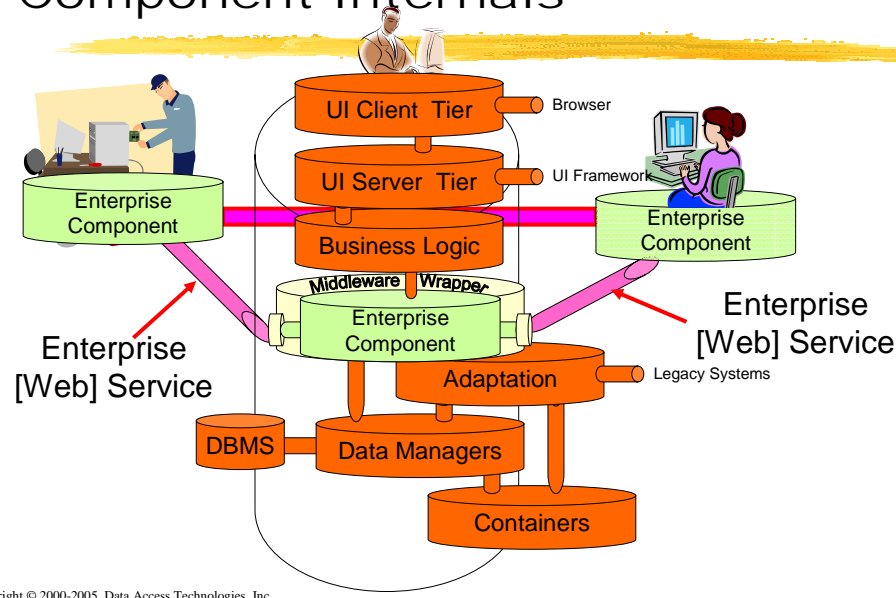 Component Internals
UI Client Tier
Browser
UI Server Tier
UI Framework
Enterprise
Component
Enterprise
Component
Business Logic
Middleware Wrapper
Enterprise
Component
Enterprise
[Web] Service
Enterprise
[Web] Service
Adaptation
Legacy Systems
DBMS
Data Managers
Containers
right © 2000-2005, Data Access Technologies, Inc.